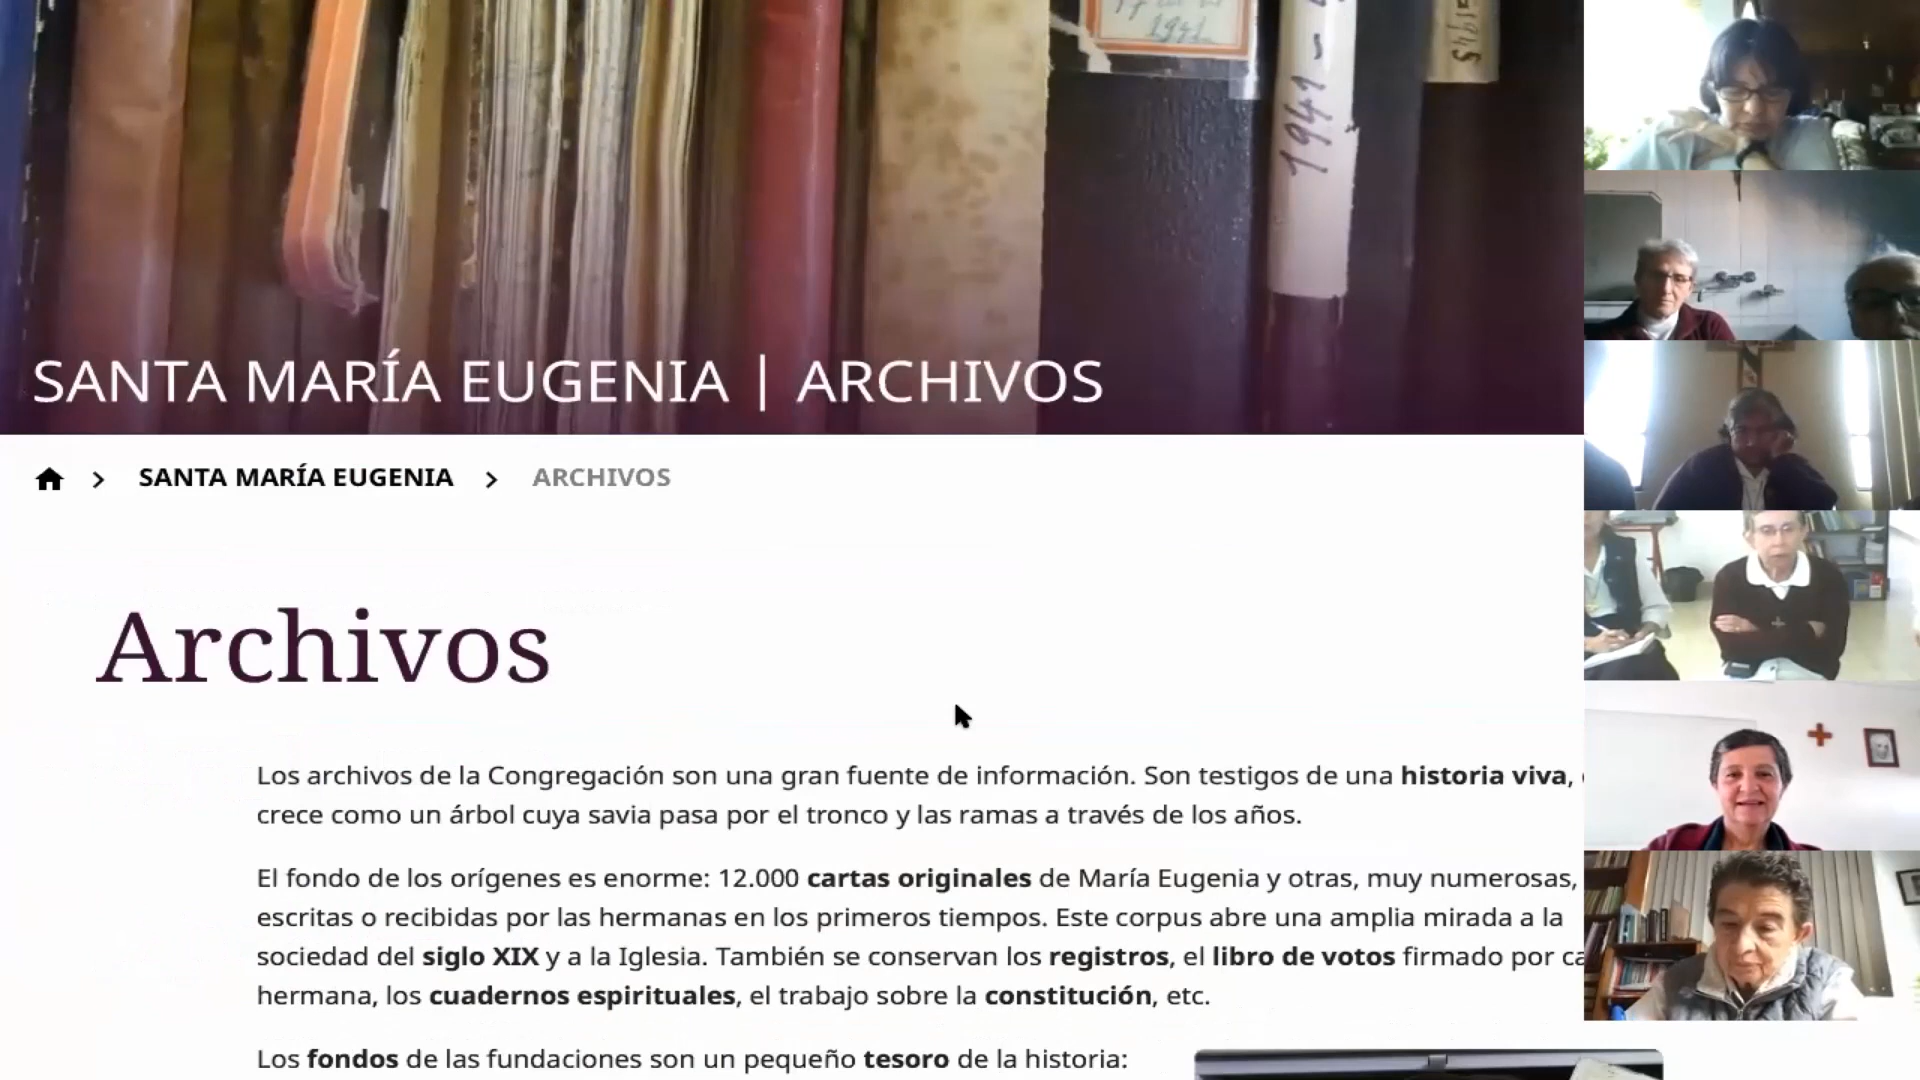 1941
1941-
1945
SANTA MARÍA EUGENIA | ARCHIVOS
SANTA MARÍA EUGENIA > ARCHIVOS
Archivos
Los archivos de la Congregación son una gran fuente de información. Son testigos de una historia viva,
crece como un árbol cuya savia pasa por el tronco y las ramas a través de los años.
El fondo de los orígenes es enorme: 12.000 cartas originales de María Eugenia y otras, muy numerosas,
escritas o recibidas por las hermanas en los primeros tiempos. Este corpus abre una amplia mirada a la
sociedad del siglo XIX y a la Iglesia. También se conservan los registros, el libro de votos firmado por ca
hermana, los cuadernos espirituales, el trabajo sobre la constitución, etc.
Los fondos de las fundaciones son un pequeño tesoro de la historia: